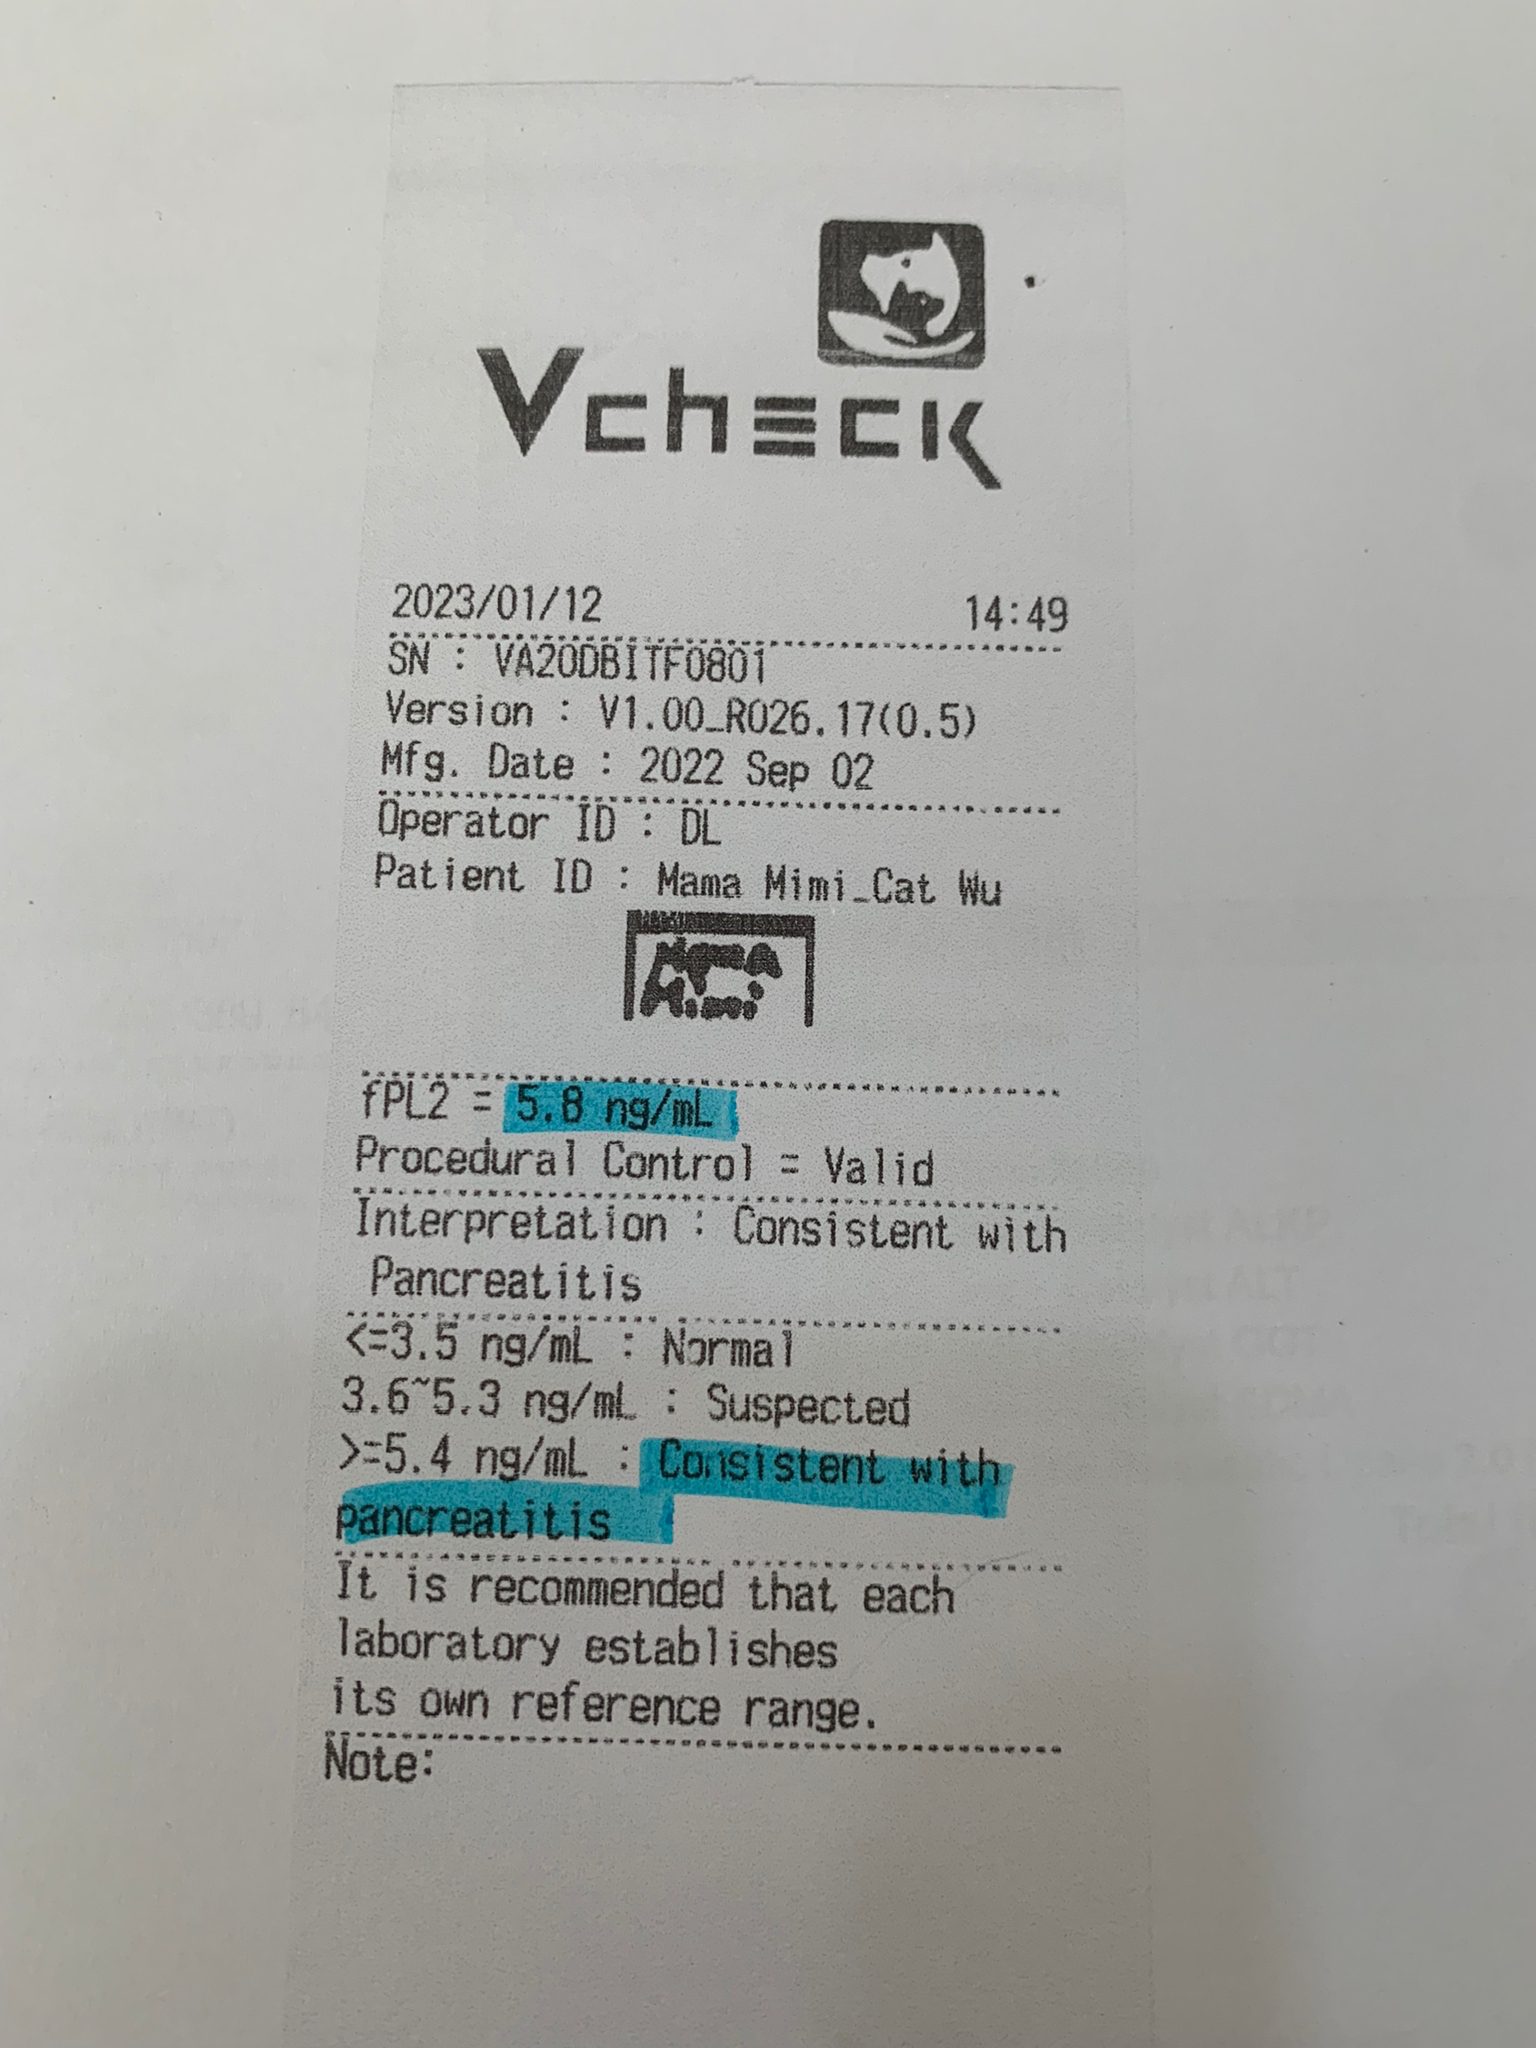 Vcheck
2023/01/12 14:49
SN : VA20DBITF0801
Version : V1.00_R026.17(0.5)
Mfg. Date : 2022 Sep 02
Operator ID : DL
Patient ID : Mama Mimi_Cat Wu
fPL2 = 5.8 ng/mL
Procedural Control = Valid
Interpretation : Consistent with
Pancreatitis
<=3.5 ng/mL : Normal
3.6~5.3 ng/mL : Suspected
>=5.4 ng/mL : Consistent with
pancreatitis
It is recommended that each
laboratory establishes
its own reference range.
Note: